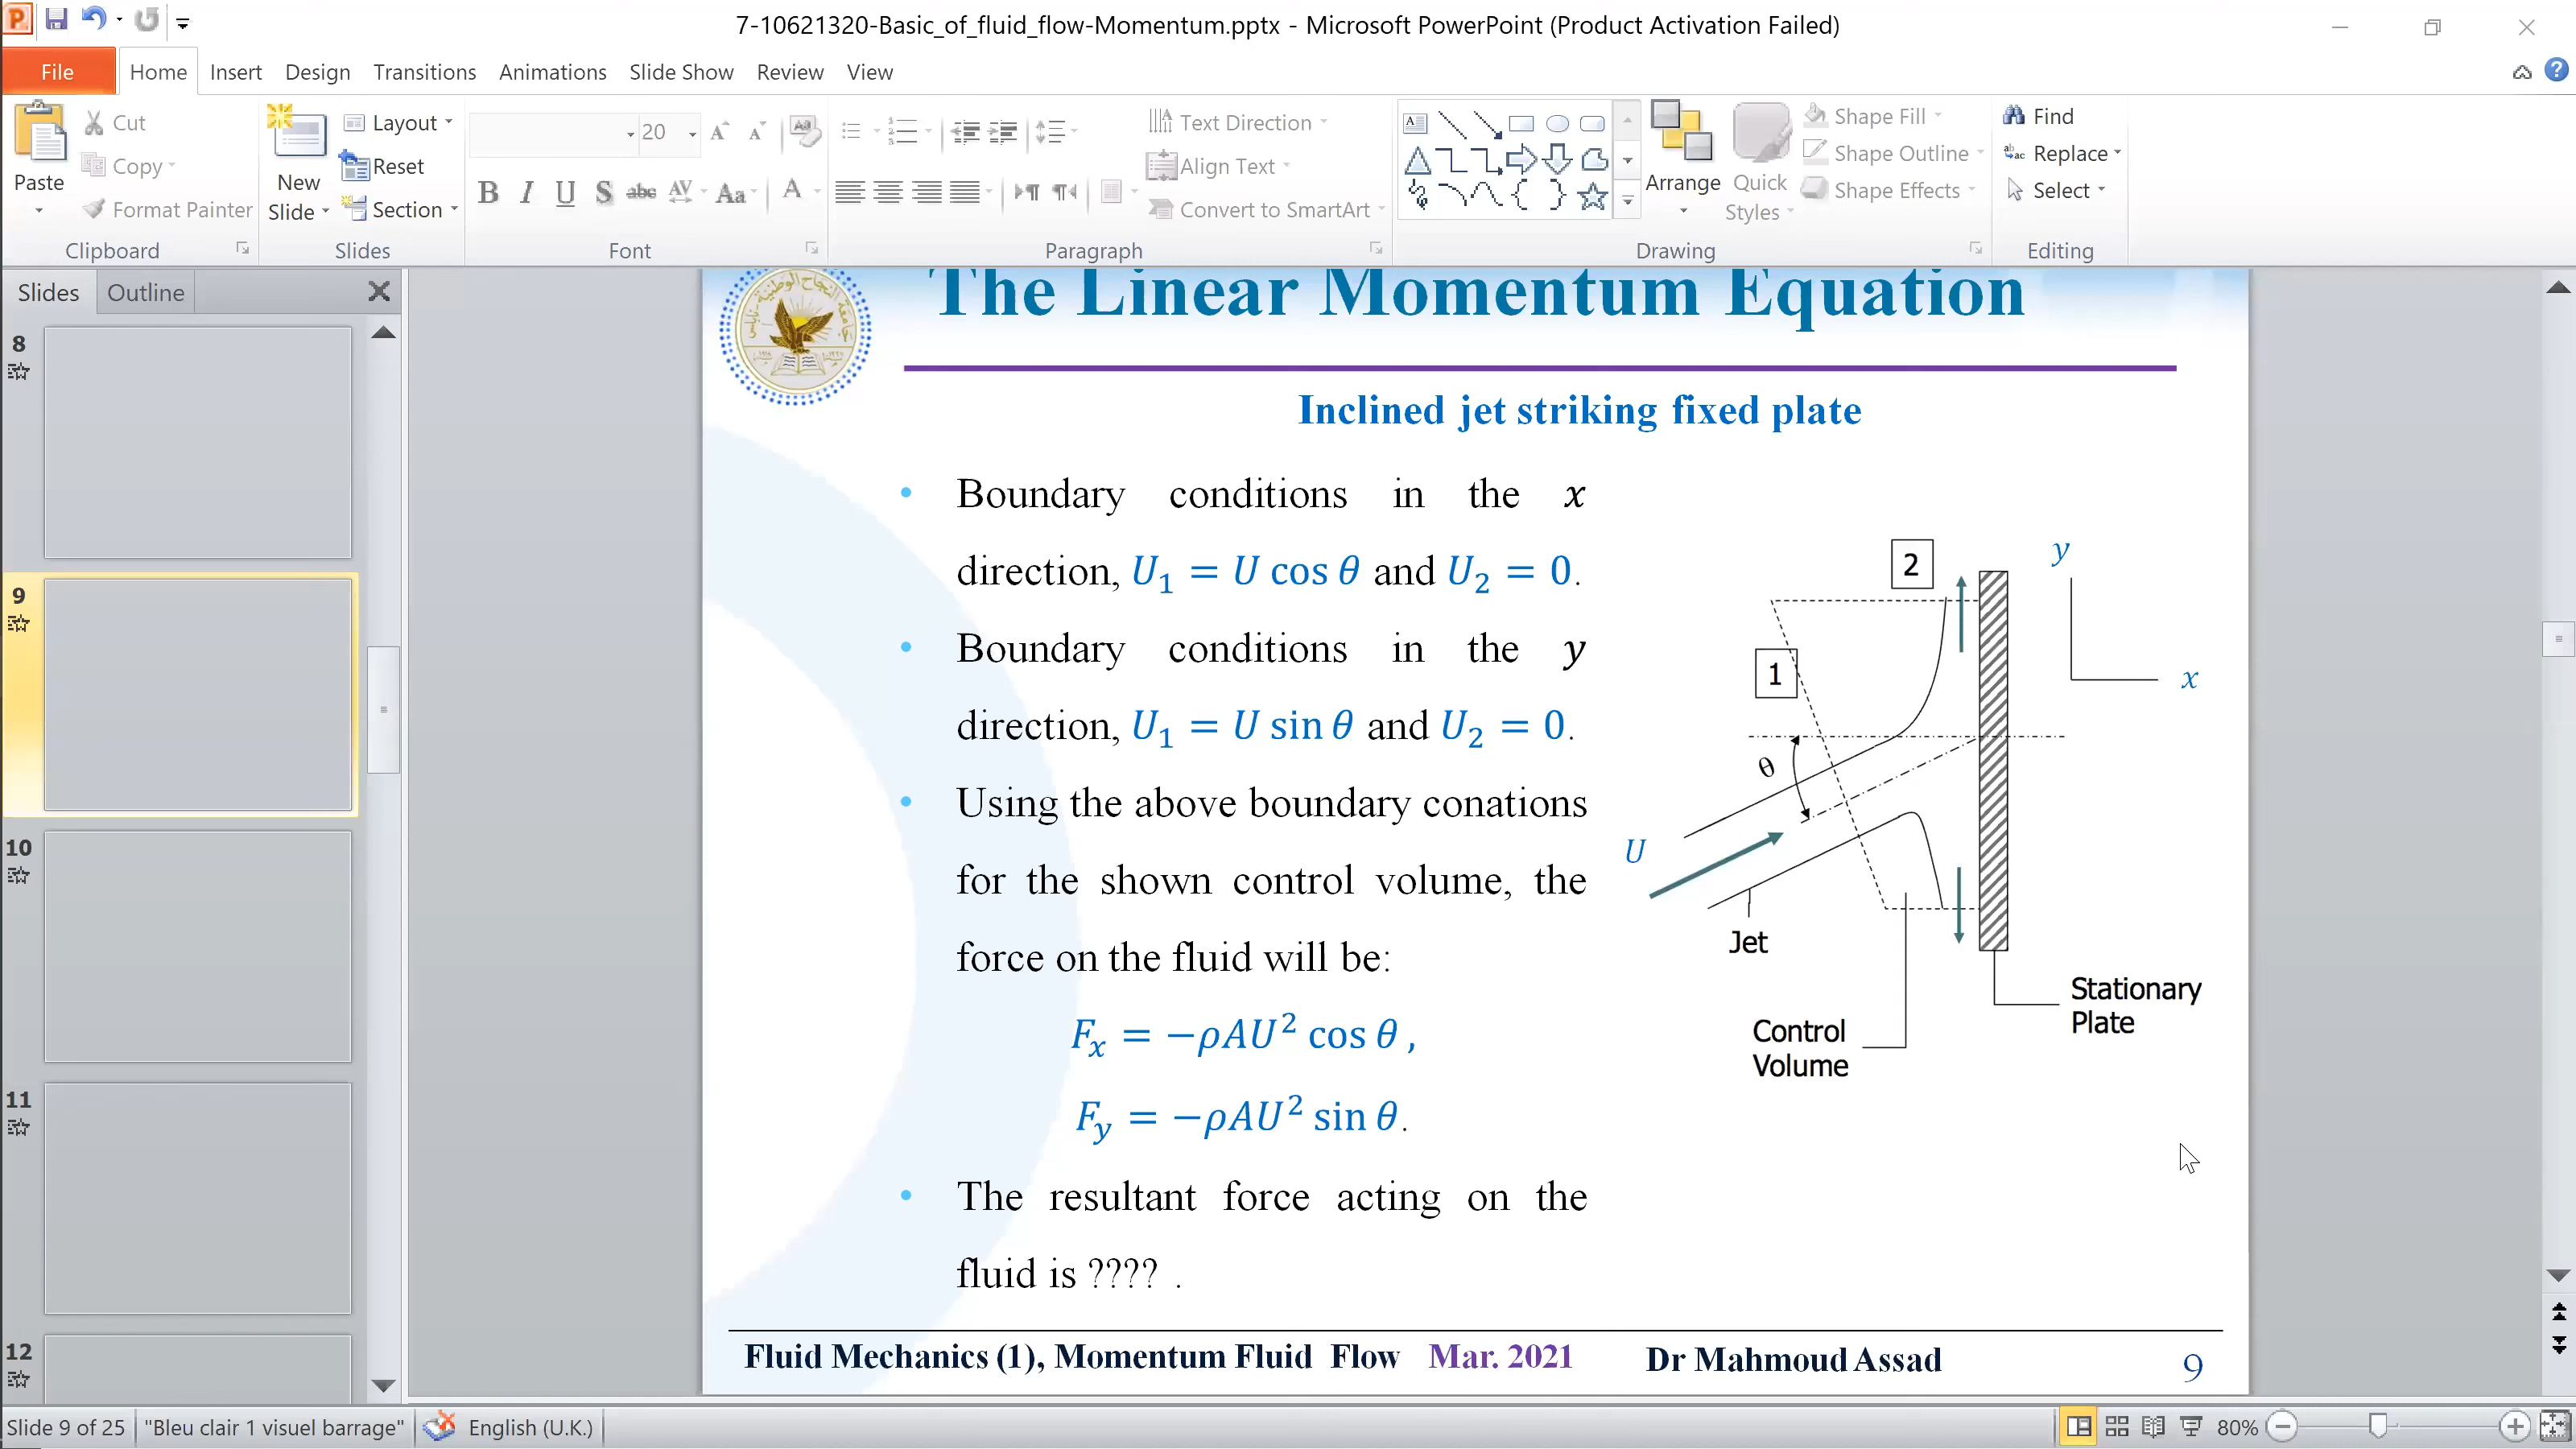 7-10621320-Basic_of_fluid_flow-Momentum.pptx - Microsoft PowerPoint (Product Activation Failed)
File Home Insert Design Transitions Animations Slide Show Review View
Paste
Cut
Copy
Format Painter
Clipboard
New Slide
Layout
Reset
Section
Slides
20
Font
Text Direction
Align Text
Convert to SmartArt
Paragraph
Arrange
Quick Styles
Shape Fill
Shape Outline
Shape Effects
Drawing
Find
Replace
Select
Editing
Slides Outline
8
9
10
11
12
The Linear Momentum Equation
Inclined jet striking fixed plate
• Boundary conditions in the x
direction, U₁ = U cos θ and U₂ = 0.
• Boundary conditions in the y
direction, U₁ = U sin θ and U₂ = 0.
• Using the above boundary conations
for the shown control volume, the
force on the fluid will be:
Fₓ = −ρAU² cos θ ,
F_y = −ρAU² sin θ.
• The resultant force acting on the
fluid is ???? .
2
1
y
x
θ
U
Jet
Control
Volume
Stationary
Plate
Fluid Mechanics (1), Momentum Fluid Flow Mar. 2021 Dr Mahmoud Assad 9
Slide 9 of 25 "Bleu clair 1 visuel barrage" English (U.K.) 80%